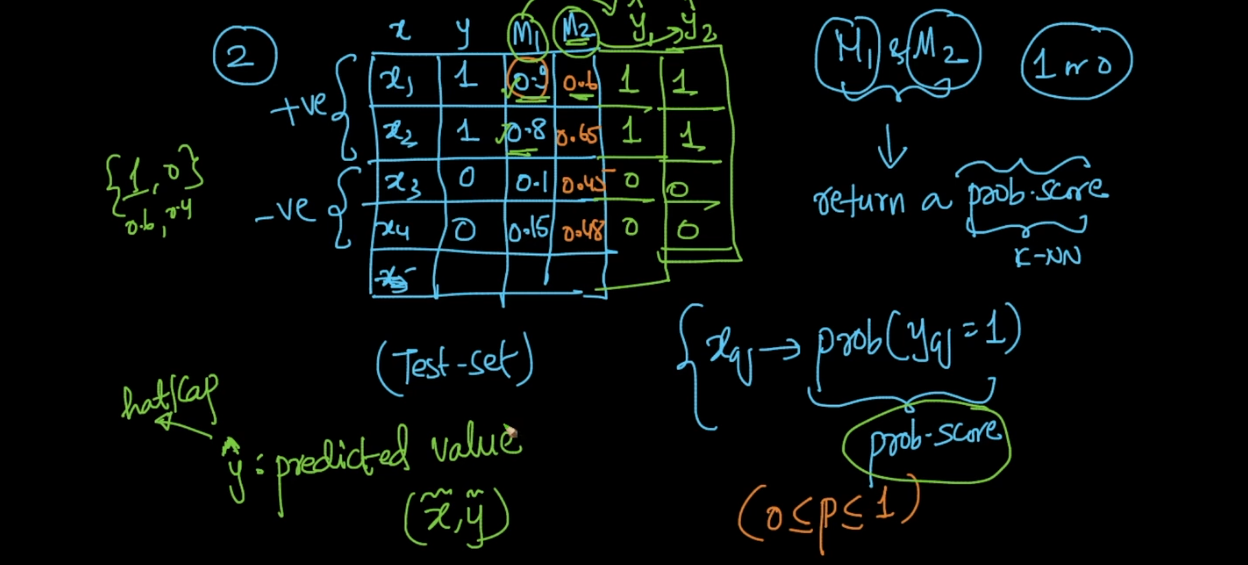 2
x y M1 M2 ŷ1 ŷ2
+ve
x1 1 0.9 0.6 1 1
x2 1 0.8 0.65 1 1
-ve
x3 0 0.1 0.45 0 0
x4 0 0.15 0.48 0 0
x5
{1, 0}
0.6, 0.4
(Test-set)
hat/cap
ŷ: predicted value
(x̃, ỹ)
M1 & M2
1 or 0
↓
return a prob-score
K-NN
{ xq → prob(yq = 1)
prob-score
(0 ≤ p ≤ 1)